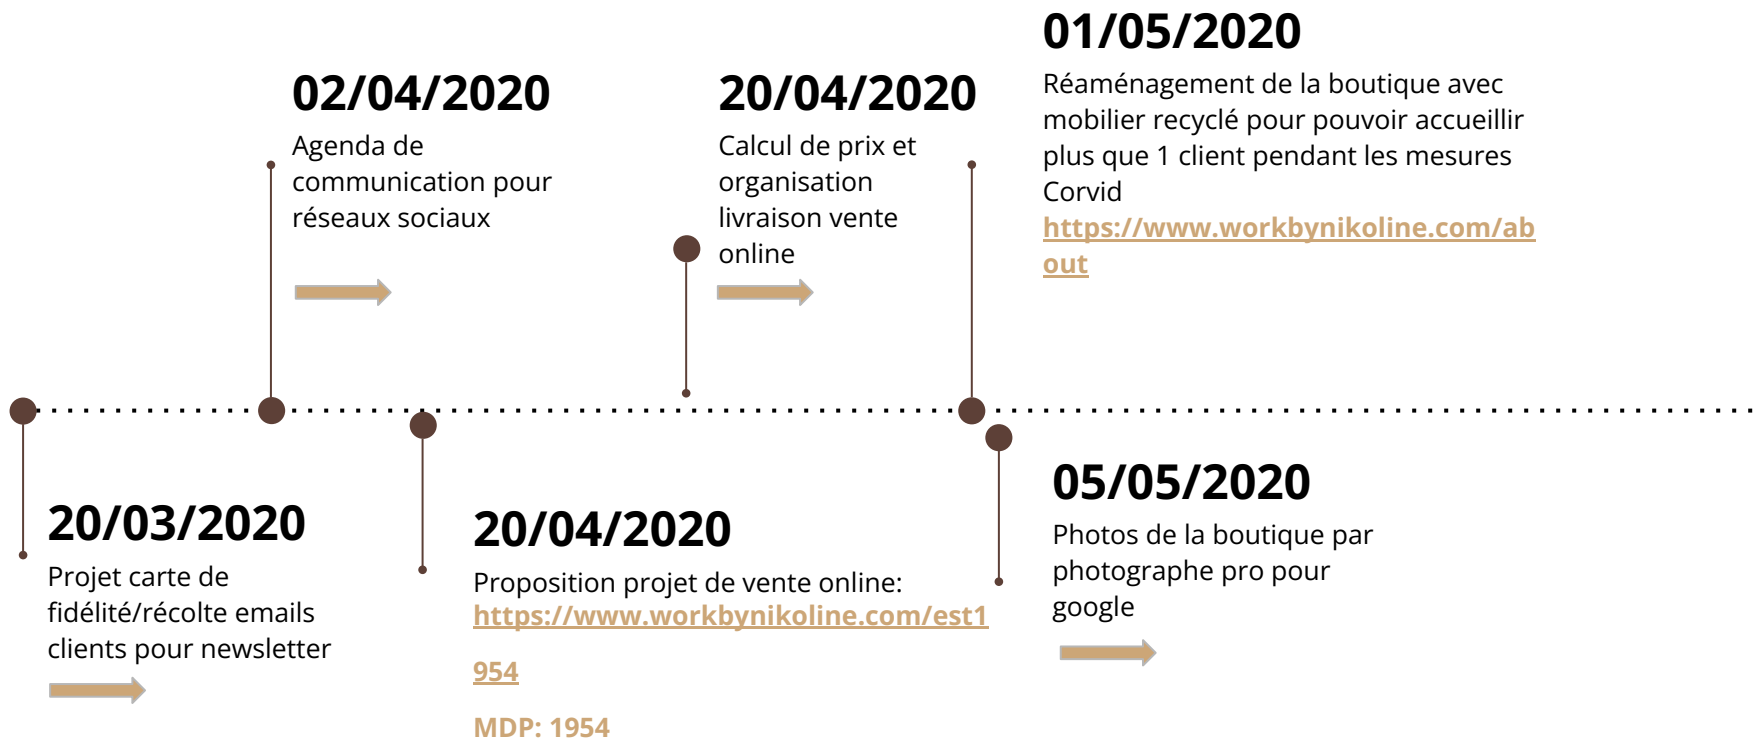 01/05/2020
Réaménagement de la boutique avec
mobilier recyclé pour pouvoir accueillir
plus que 1 client pendant les mesures
Corvid
https://www.workbynikoline.com/ab
out
02/04/2020
Agenda de
communication pour
réseaux sociaux
20/04/2020
Calcul de prix et
organisation
livraison vente
online
20/03/2020
Projet carte de
fidélité/récolte emails
clients pour newsletter
20/04/2020
Proposition projet de vente online:
https://www.workbynikoline.com/est1
954
MDP: 1954
05/05/2020
Photos de la boutique par
photographe pro pour
google